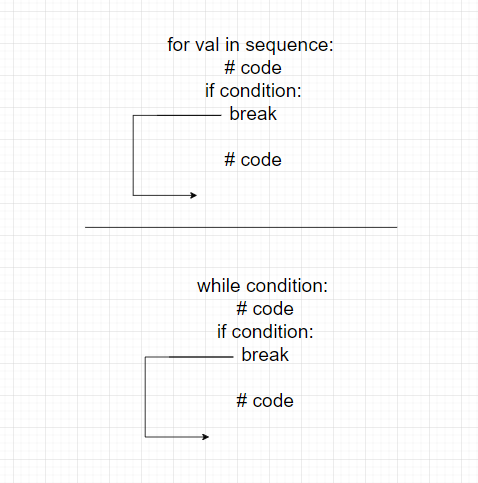 for val in sequence:
# code
if condition:
break
# code
while condition:
# code
if condition:
break
# code